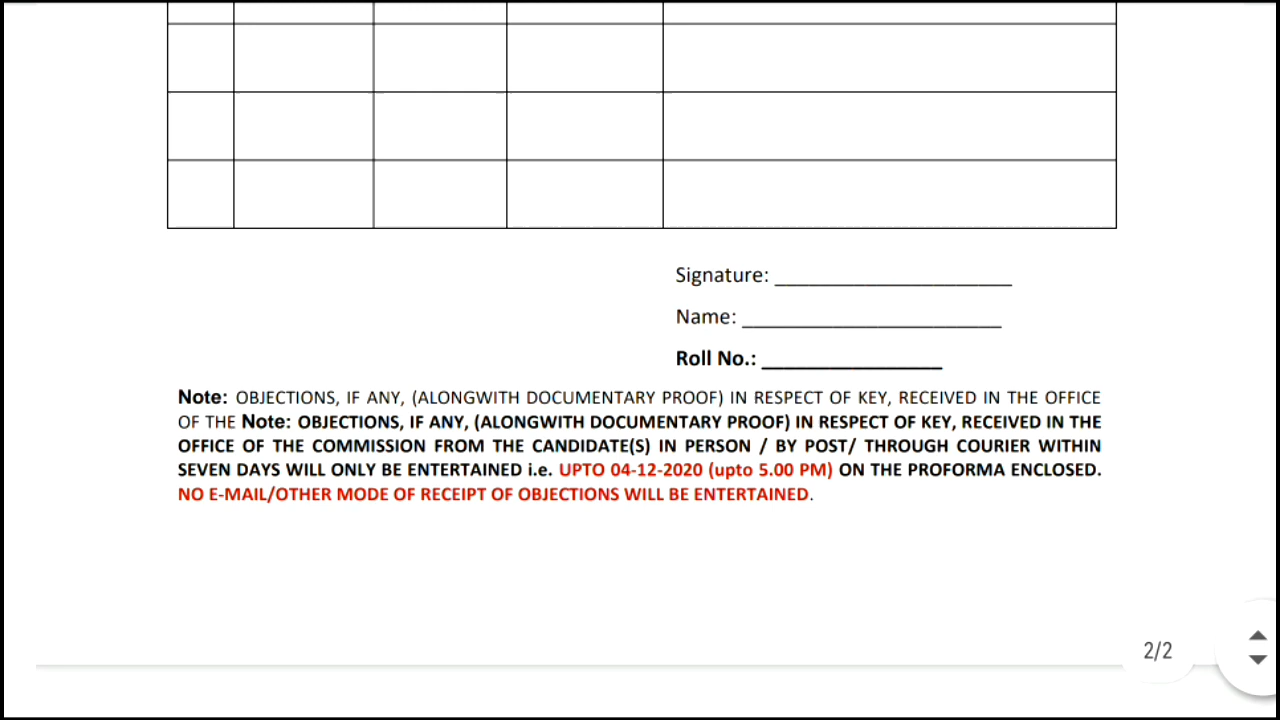 Signature: _____________________
Name: _______________________
Roll No.: ________________
Note: OBJECTIONS, IF ANY, (ALONGWITH DOCUMENTARY PROOF) IN RESPECT OF KEY, RECEIVED IN THE OFFICE
OF THE Note: OBJECTIONS, IF ANY, (ALONGWITH DOCUMENTARY PROOF) IN RESPECT OF KEY, RECEIVED IN THE
OFFICE OF THE COMMISSION FROM THE CANDIDATE(S) IN PERSON / BY POST/ THROUGH COURIER WITHIN
SEVEN DAYS WILL ONLY BE ENTERTAINED i.e. UPTO 04-12-2020 (upto 5.00 PM) ON THE PROFORMA ENCLOSED.
NO E-MAIL/OTHER MODE OF RECEIPT OF OBJECTIONS WILL BE ENTERTAINED.
2/2